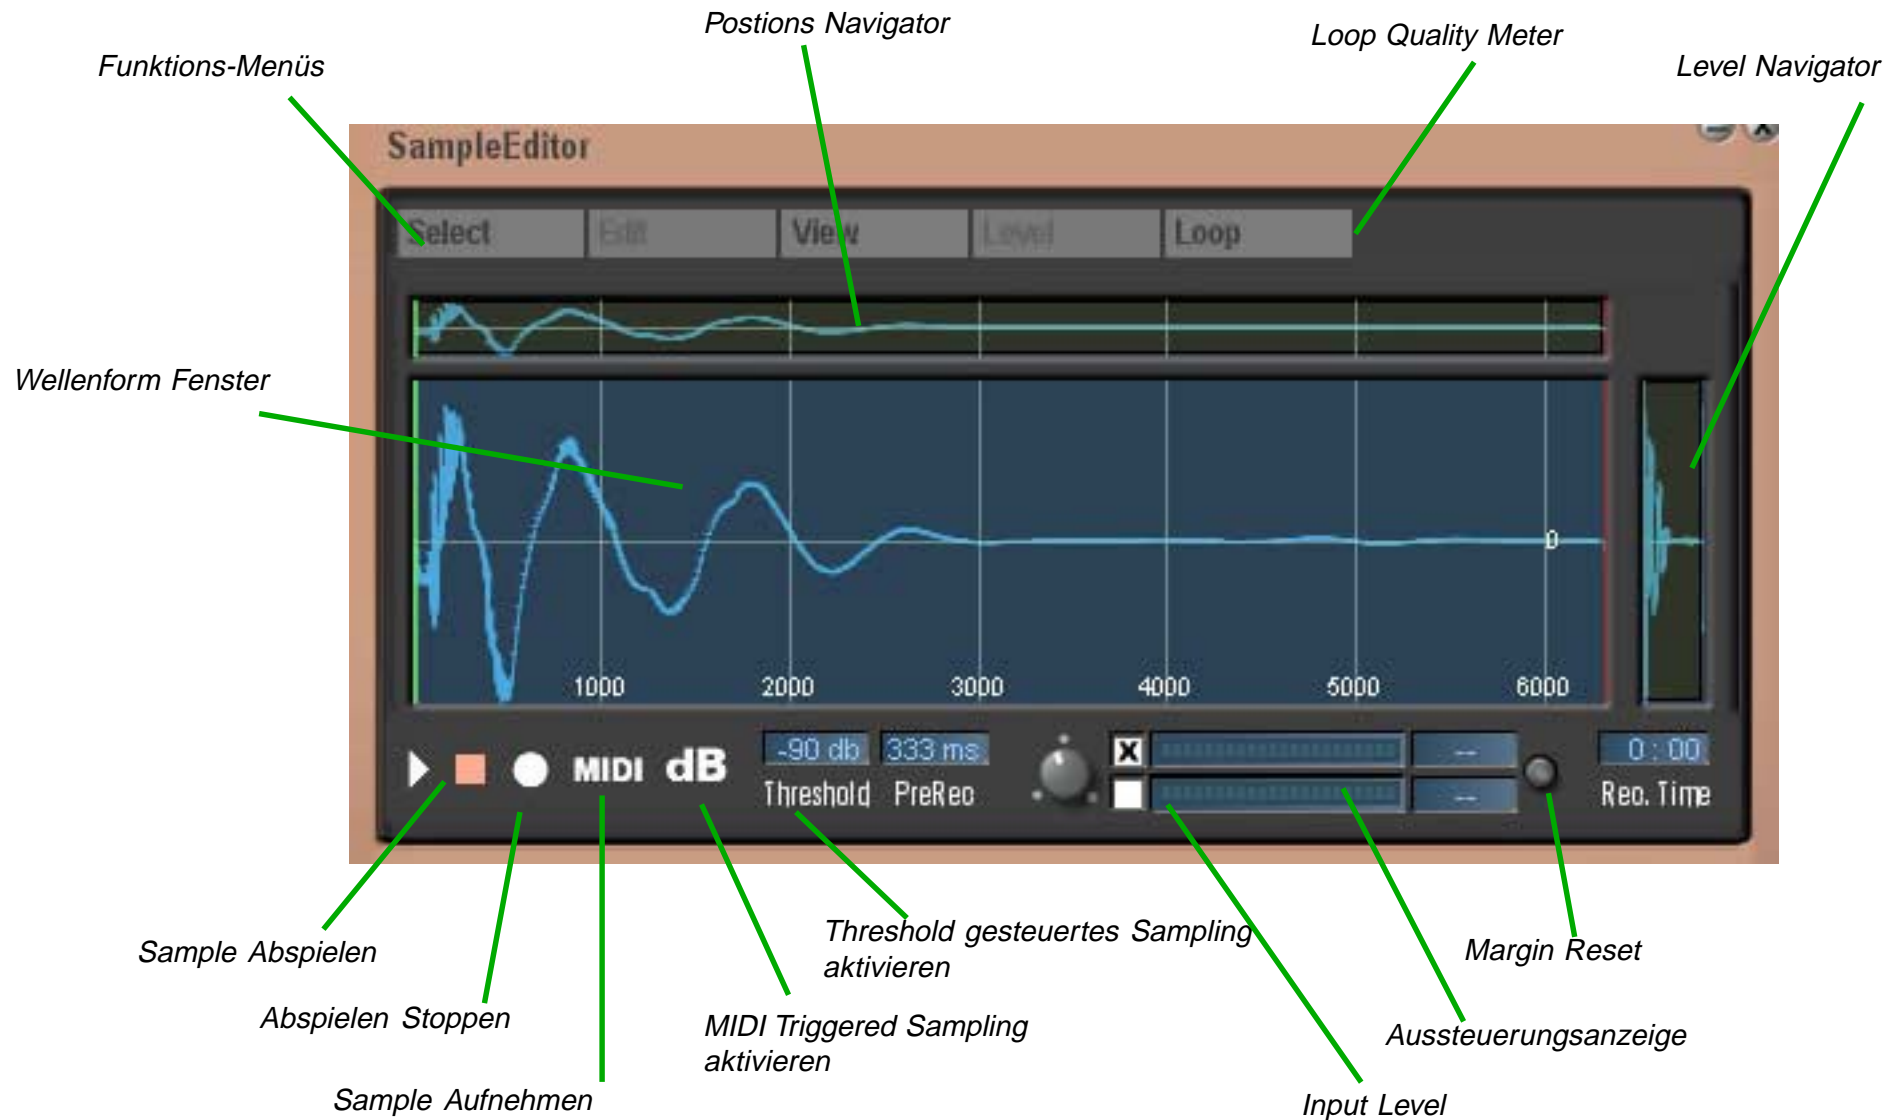 Postions Navigator
Loop Quality Meter
Funktions-Menüs
Level Navigator
SampleEditor
Select Edit View Level Loop
Wellenform Fenster
0
1000 2000 3000 4000 5000 6000
MIDI dB -90 db 333 ms X -- 0 : 00
Threshold PreRec -- Rec. Time
Sample Abspielen
Threshold gesteuertes Sampling
aktivieren
Margin Reset
Abspielen Stoppen
MIDI Triggered Sampling
aktivieren
Aussteuerungsanzeige
Sample Aufnehmen
Input Level